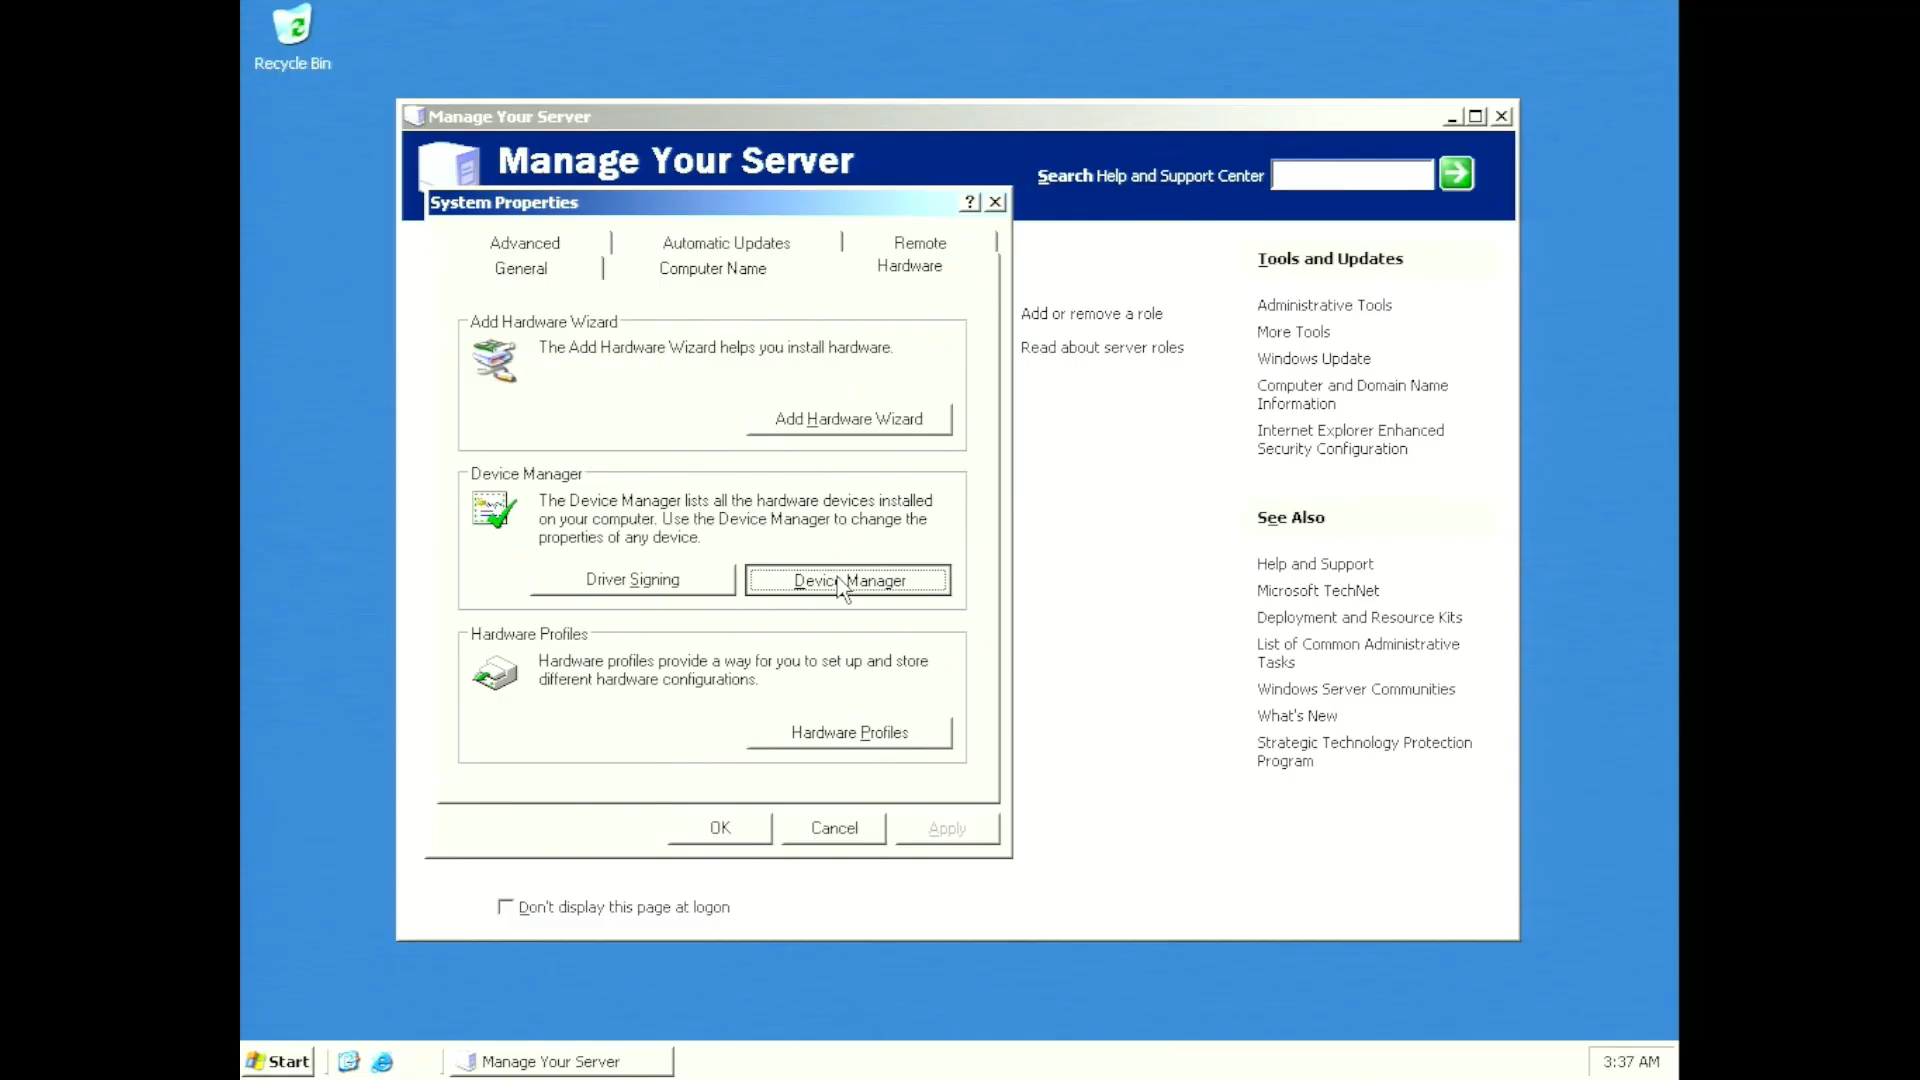 Recycle Bin
Manage Your Server
Manage Your Server
Search Help and Support Center
System Properties
Advanced
Automatic Updates
Remote
General
Computer Name
Hardware
Add Hardware Wizard
The Add Hardware Wizard helps you install hardware.
Add Hardware Wizard
Device Manager
The Device Manager lists all the hardware devices installed
on your computer. Use the Device Manager to change the
properties of any device.
Driver Signing
Device Manager
Hardware Profiles
Hardware profiles provide a way for you to set up and store
different hardware configurations.
Hardware Profiles
OK
Cancel
Apply
Add or remove a role
Read about server roles
Tools and Updates
Administrative Tools
More Tools
Windows Update
Computer and Domain Name
Information
Internet Explorer Enhanced
Security Configuration
See Also
Help and Support
Microsoft TechNet
Deployment and Resource Kits
List of Common Administrative
Tasks
Windows Server Communities
What's New
Strategic Technology Protection
Program
Don't display this page at logon
Start
Manage Your Server
3:37 AM